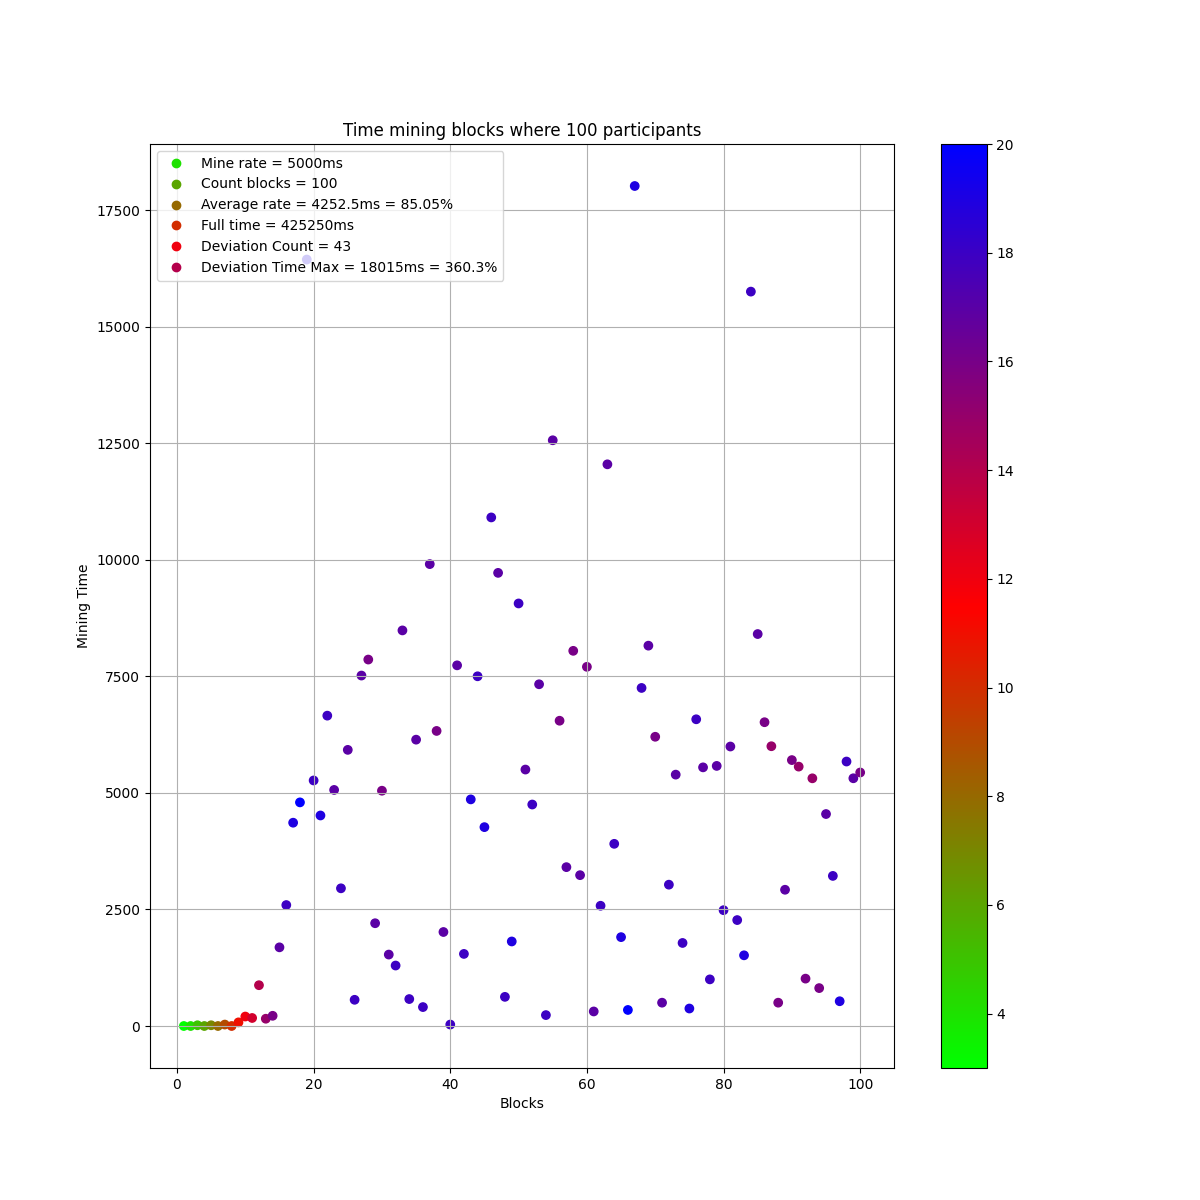 Time mining blocks where 100 participants
Mine rate = 5000ms
Count blocks = 100
Average rate = 4252.5ms = 85.05%
Full time = 425250ms
Deviation Count = 43
Deviation Time Max = 18015ms = 360.3%
Mining Time
17500
15000
12500
10000
7500
5000
2500
0
0 20 40 60 80 100
Blocks
20
18
16
14
12
10
8
6
4